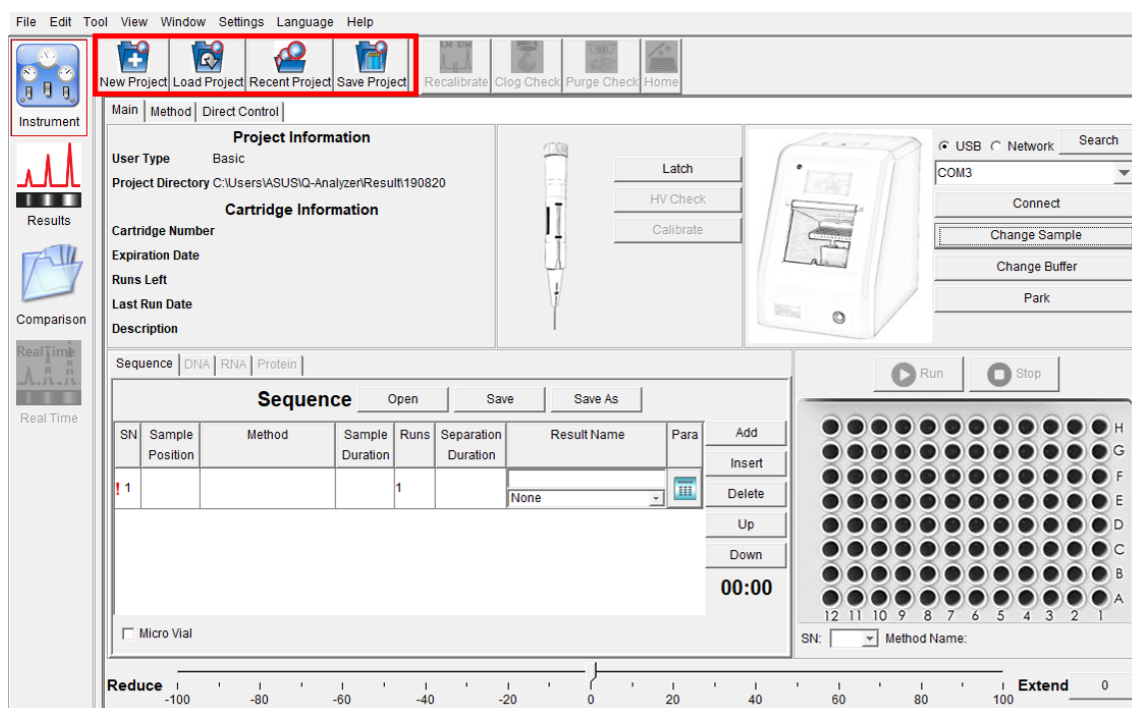 File Edit Tool View Window Settings Language Help
New Project Load Project Recent Project Save Project Recalibrate Clog Check Purge Check Home
Instrument
Results
Comparison
RealTime
Real Time
Main Method Direct Control
Project Information
User Type Basic
Project Directory C:\Users\ASUS\Q-Analyzer\Result\190820
Cartridge Information
Cartridge Number
Expiration Date
Runs Left
Last Run Date
Description
Latch
HV Check
Calibrate
USB Network Search
COM3
Connect
Change Sample
Change Buffer
Park
Sequence DNA RNA Protein
Sequence Open Save Save As
SN Sample Position Method Sample Duration Runs Separation Duration Result Name Para
! 1 1
None
Add
Insert
Delete
Up
Down
00:00
Micro Vial
Run Stop
H
G
F
E
D
C
B
A
12 11 10 9 8 7 6 5 4 3 2 1
SN: Method Name:
Reduce -100 -80 -60 -40 -20 0 20 40 60 80 100 Extend 0